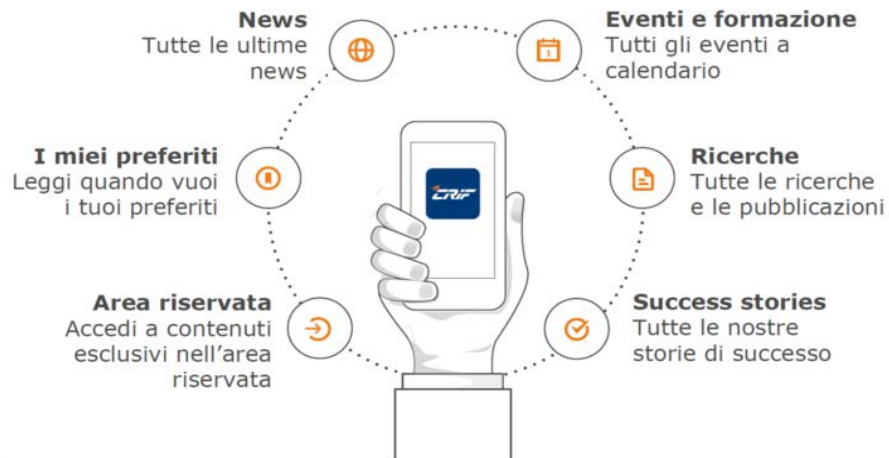 News
Tutte le ultime
news
Eventi e formazione
Tutti gli eventi a
calendario
1
I miei preferiti
Leggi quando vuoi
i tuoi preferiti
CRIF
Ricerche
Tutte le ricerche
e le pubblicazioni
Area riservata
Accedi a contenuti
esclusivi nell'area
riservata
Success stories
Tutte le nostre
storie di successo